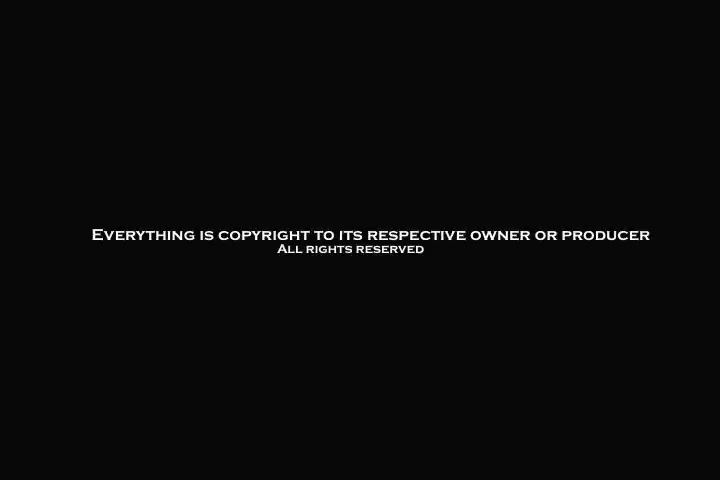 Everything is copyright to its respective owner or producer
All rights reserved